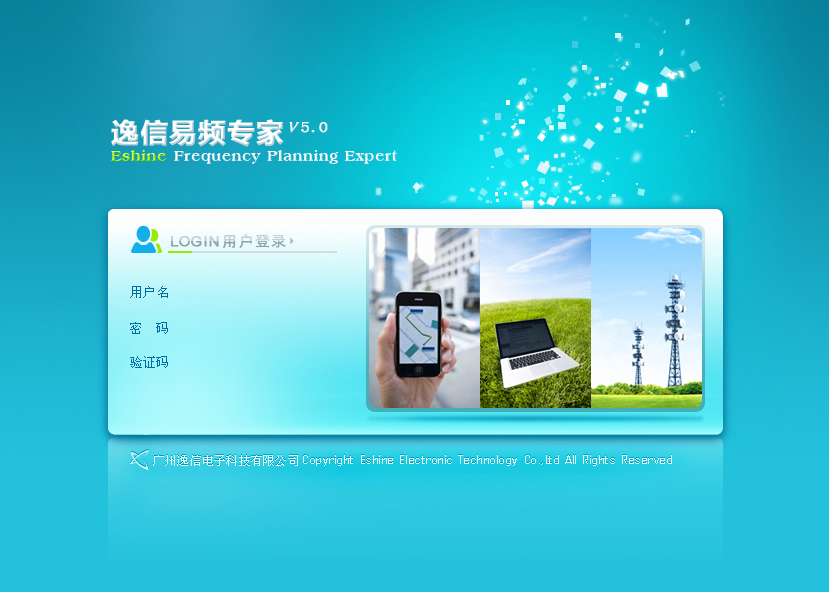 逸信易频专家 V5.0
Eshine Frequency Planning Expert
LOGIN用户登录
用户名
密 码
验证码
广州逸信电子科技有限公司 Copyright Eshine Electronic Technology Co.,ltd All Rights Reserved